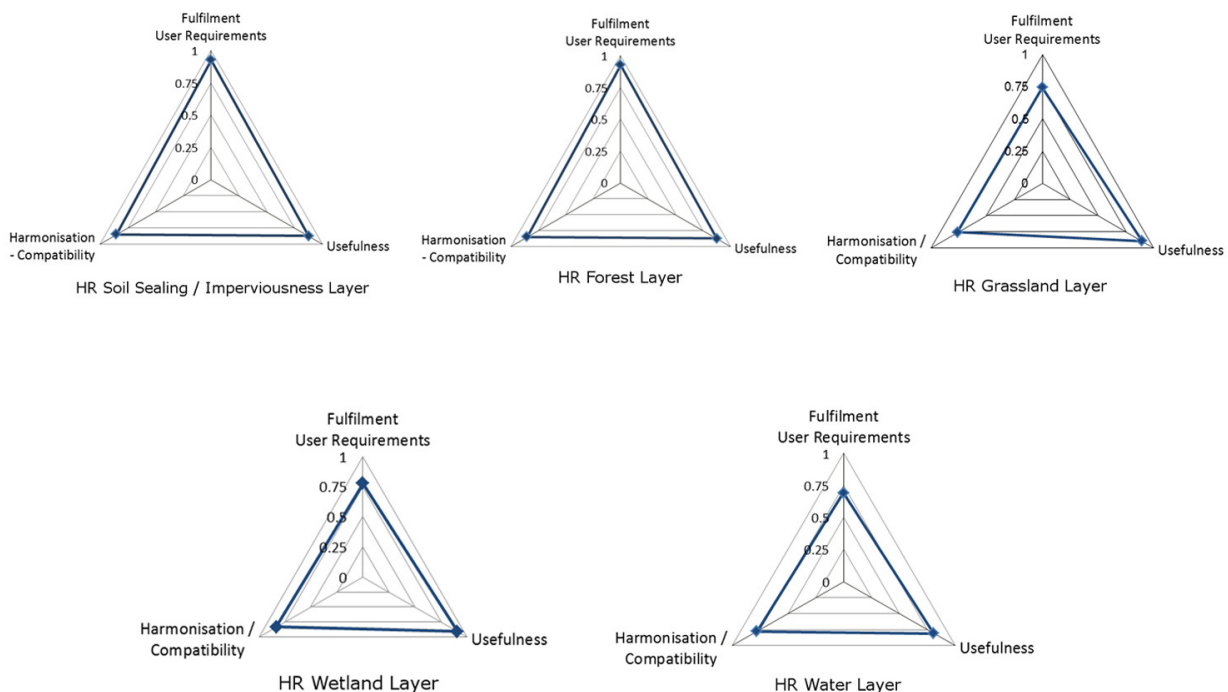 Fulfilment
User Requirements
1
0.75
0.5
0.25
0
Harmonisation
- Compatibility
Usefulness
HR Soil Sealing / Imperviousness Layer
Fulfilment
User Requirements
1
0.75
0.5
0.25
0
Harmonisation
- Compatibility
Usefulness
HR Forest Layer
Fulfilment
User Requirements
1
0.75
0.5
0.25
0
Harmonisation /
Compatibility
Usefulness
HR Grassland Layer
Fulfilment
User Requirements
1
0.75
0.5
0.25
0
Harmonisation /
Compatibility
Usefulness
HR Wetland Layer
Fulfilment
User Requirements
1
0.75
0.5
0.25
0
Harmonisation /
Compatibility
Usefulness
HR Water Layer